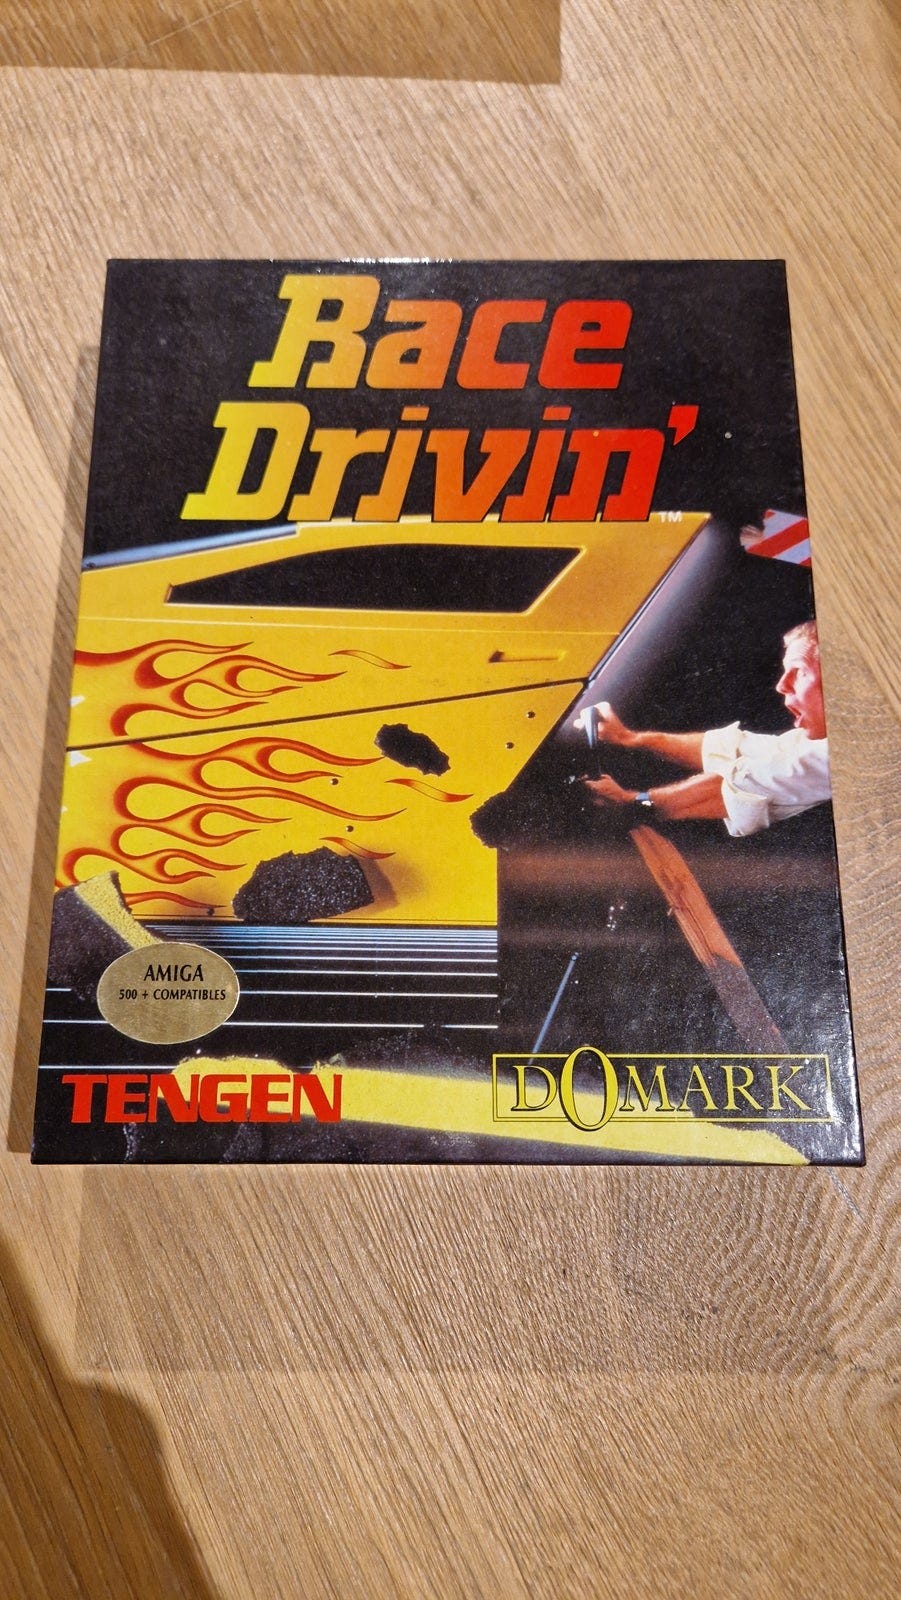 Race
Drivin'
TM
AMIGA
500 + COMPATIBLES
TENGEN
DOMARK